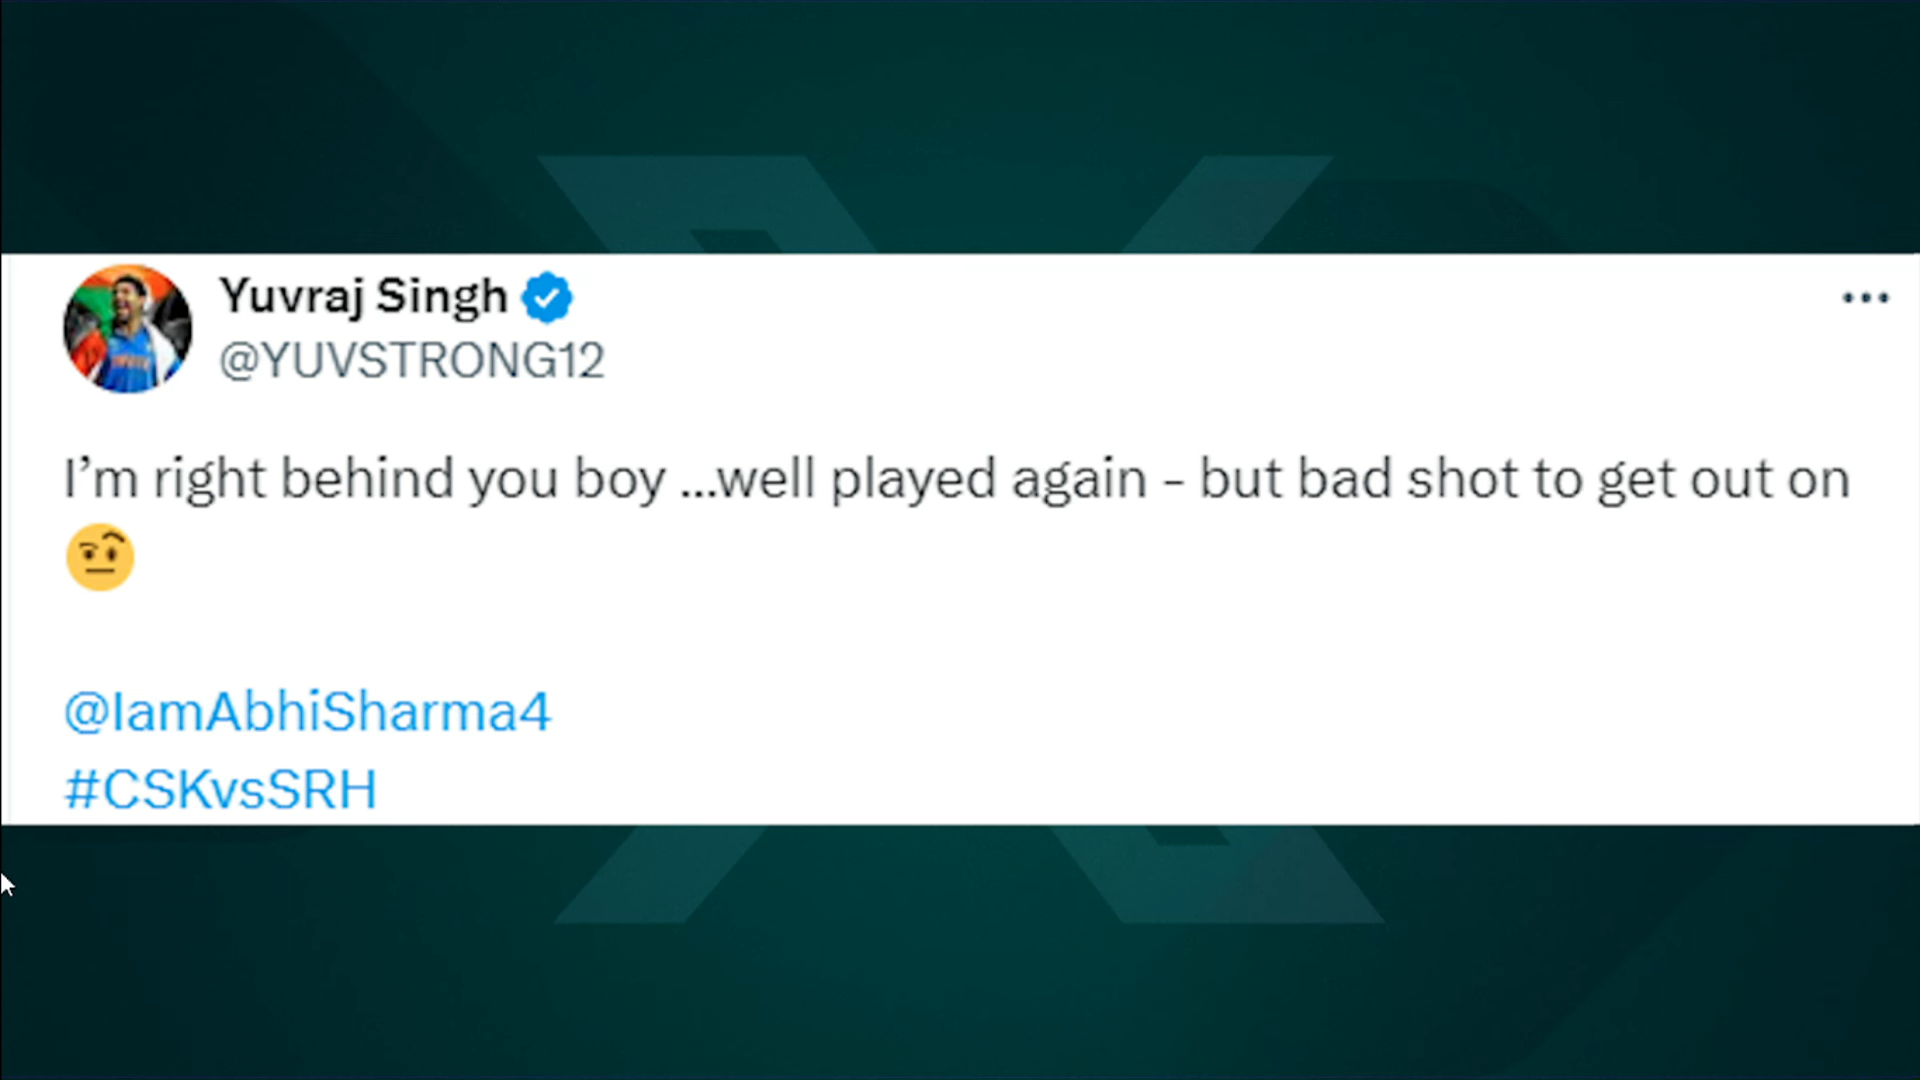 Yuvraj Singh
@YUVSTRONG12
I’m right behind you boy ...well played again - but bad shot to get out on
🤨
@IamAbhiSharma4
#CSKvsSRH